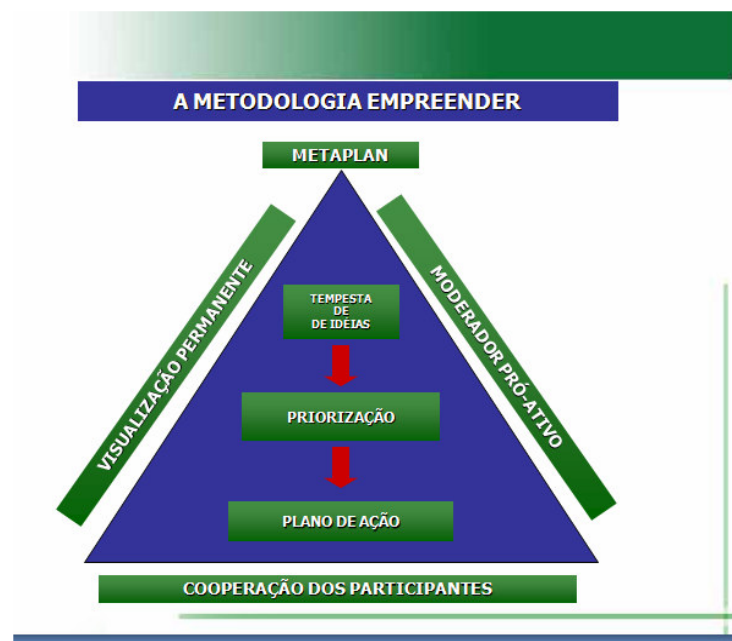 A METODOLOGIA EMPREENDER
METAPLAN
VISUALIZAÇÃO PERMANENTE
MODERADOR PRÓ-ATIVO
TEMPESTA
DE
DE IDÉIAS
PRIORIZAÇÃO
PLANO DE AÇÃO
COOPERAÇÃO DOS PARTICIPANTES